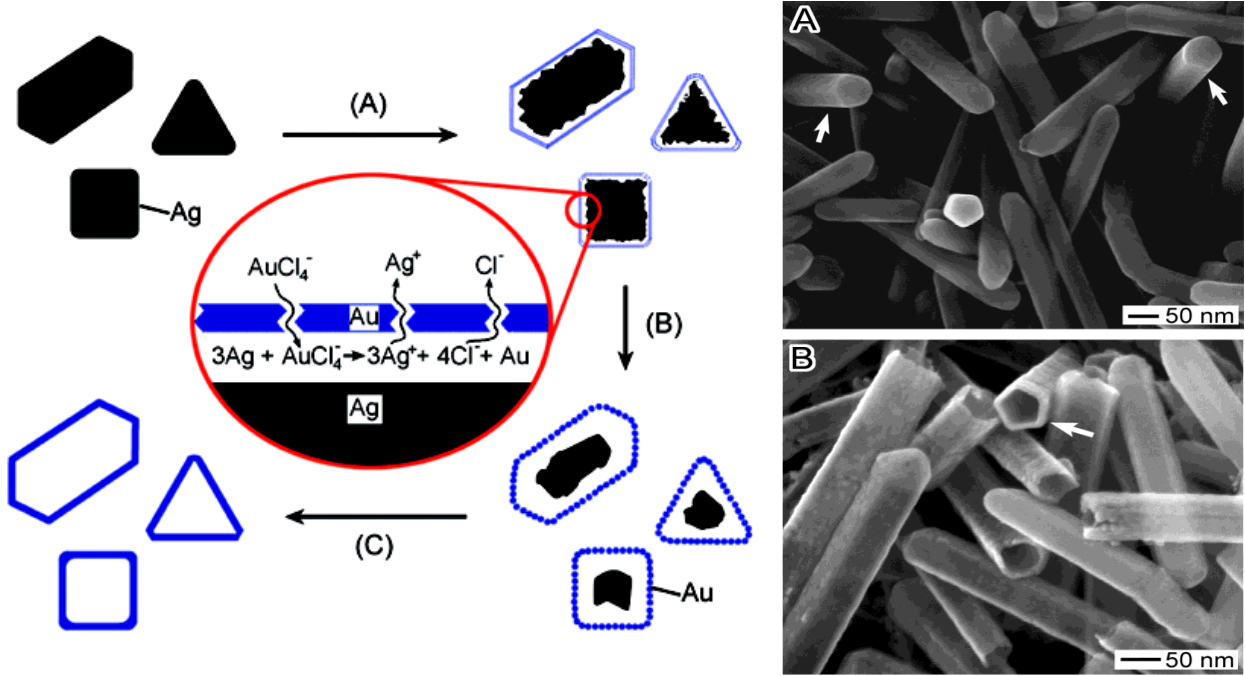 (A)
Ag
AuCl₄⁻
Ag⁺
Cl⁻
Au
3Ag + AuCl₄⁻→3Ag⁺+ 4Cl⁻+ Au
Ag
(B)
Au
(C)
A
50 nm
B
50 nm